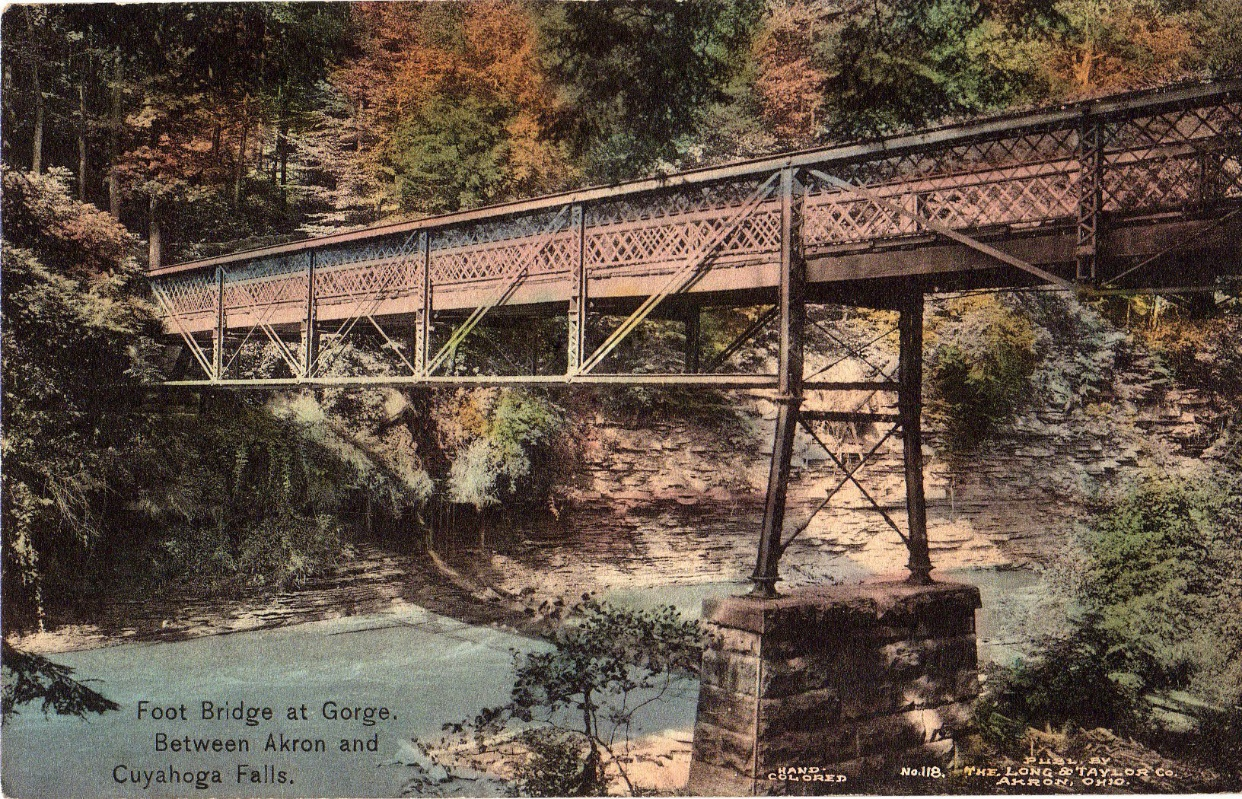 Foot Bridge at Gorge.
Between Akron and
Cuyahoga Falls.
HAND-
COLORED
No. 118.
PUBL BY
THE LONG & TAYLOR CO.
AKRON, OHIO.